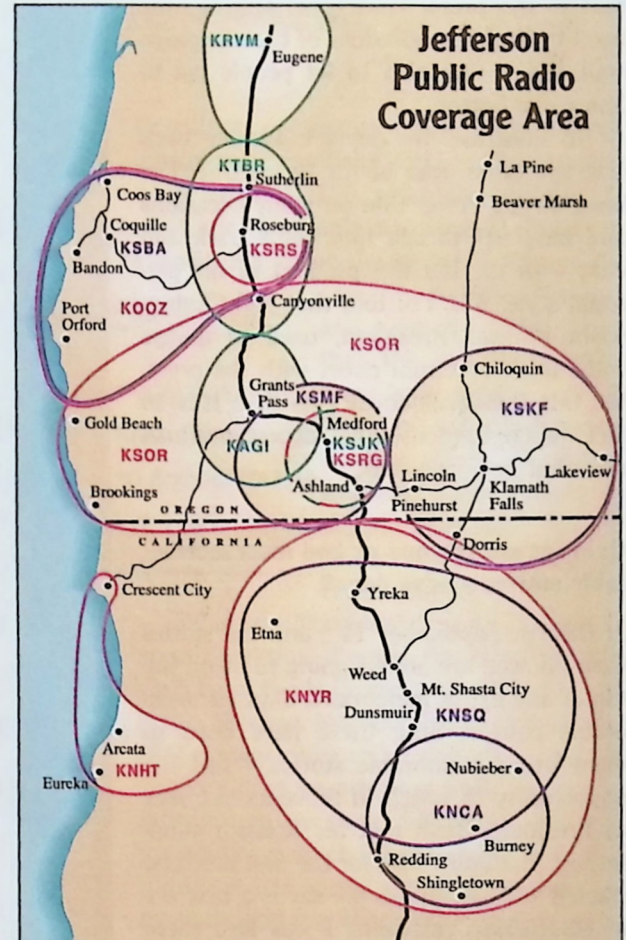 Jefferson
Public Radio
Coverage Area
KRVM
Eugene
KTBR
Sutherlin
La Pine
Beaver Marsh
Coos Bay
Coquille
KSBA
Bandon
Roseburg
KSRS
Port
Orford
KOOZ
Canyonville
KSOR
Chiloquin
Grants
Pass
KSMF
KSKF
Gold Beach
KSOR
KAGI
Medford
KSJK
KSRG
Ashland
Lincoln
Pinehurst
Klamath
Falls
Lakeview
Brookings
OREGON
CALIFORNIA
Dorris
Crescent City
Yreka
Etna
Weed
Mt. Shasta City
KNYR
Dunsmuir
KNSQ
Arcata
Eureka
KNHT
Nubieber
KNCA
Burney
Redding
Shingletown